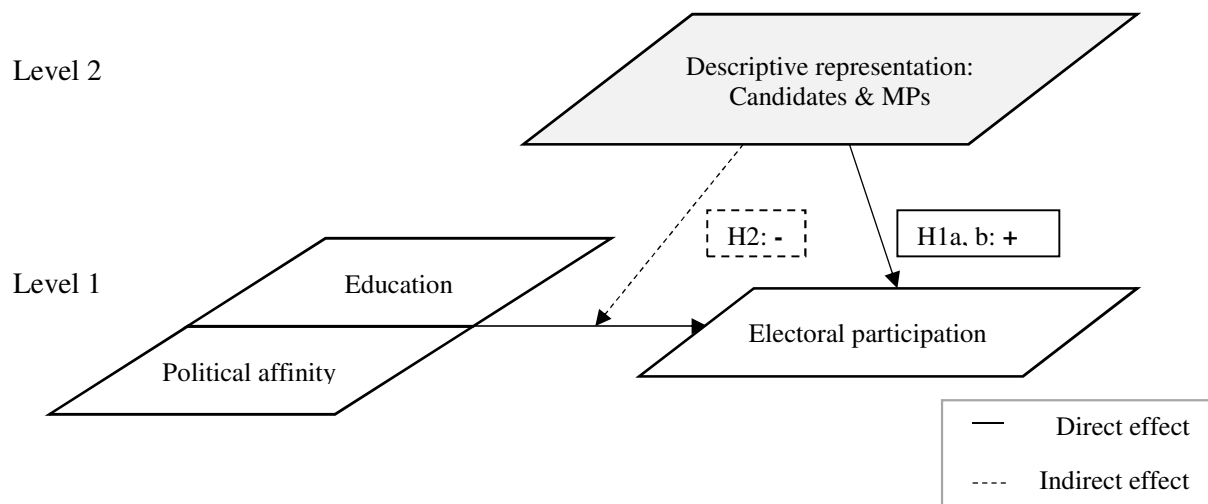 Level 2
Descriptive representation:
Candidates & MPs
H2: -
H1a, b: +
Level 1
Education
Electoral participation
Political affinity
Direct effect
Indirect effect